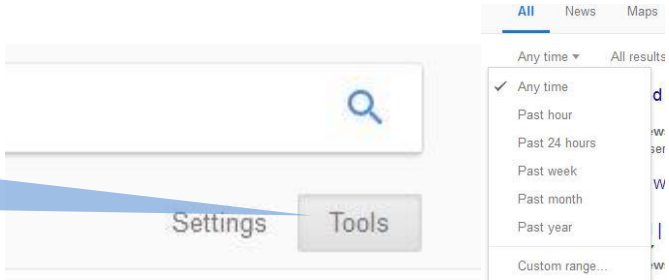 Settings Tools
All News Maps
Any time All results
Any time
Past hour
Past 24 hours
Past week
Past month
Past year
Custom range...